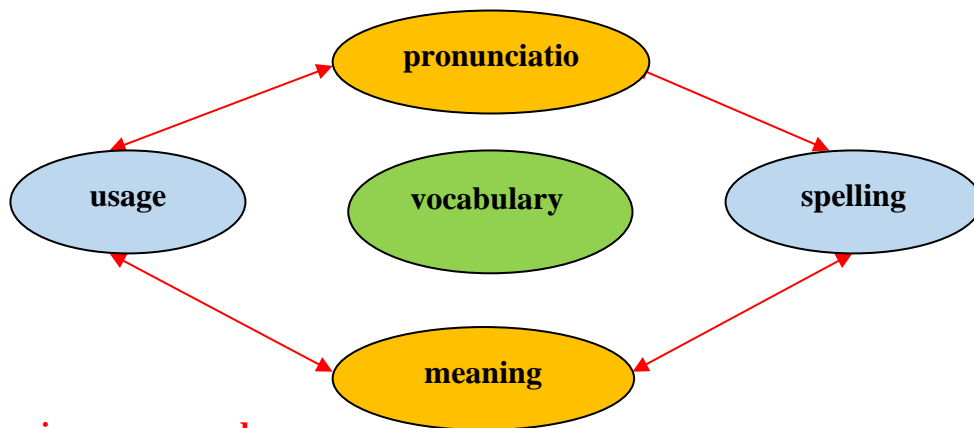 pronunciatio
usage
vocabulary
spelling
meaning